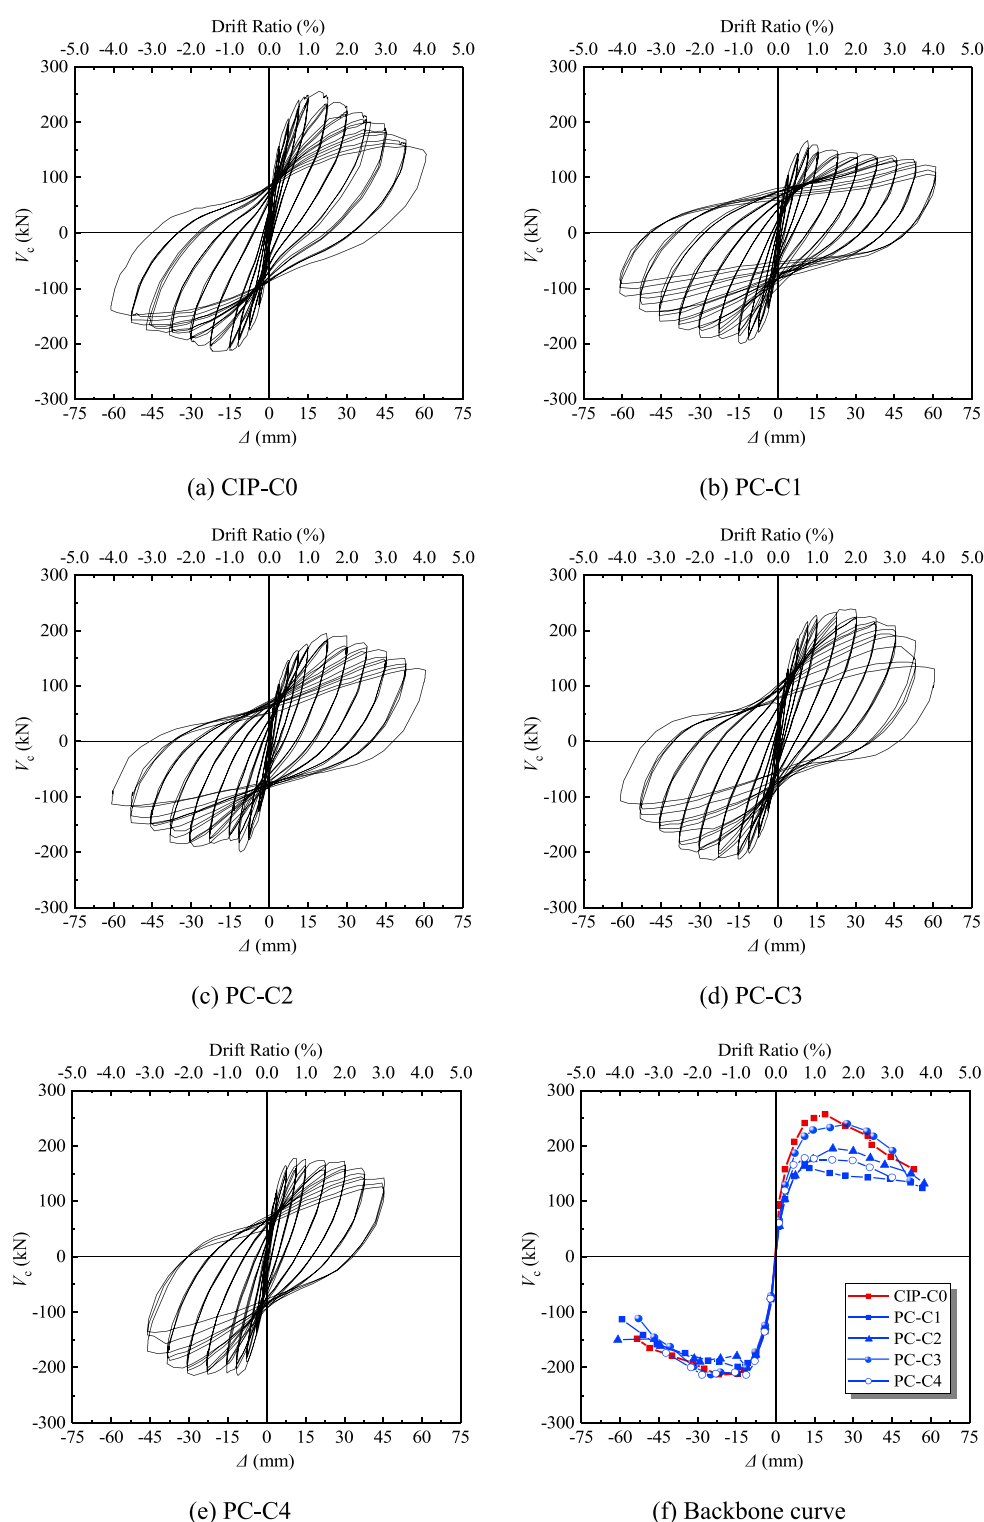 Drift Ratio (%)
-5.0 -4.0 -3.0 -2.0 -1.0 0.0 1.0 2.0 3.0 4.0 5.0
300
200
100
0
-100
-200
-300
V_c (kN)
-75 -60 -45 -30 -15 0 15 30 45 60 75
Δ (mm)
(a) CIP-C0
Drift Ratio (%)
-5.0 -4.0 -3.0 -2.0 -1.0 0.0 1.0 2.0 3.0 4.0 5.0
300
200
100
0
-100
-200
-300
V_c (kN)
-75 -60 -45 -30 -15 0 15 30 45 60 75
Δ (mm)
(b) PC-C1
Drift Ratio (%)
-5.0 -4.0 -3.0 -2.0 -1.0 0.0 1.0 2.0 3.0 4.0 5.0
300
200
100
0
-100
-200
-300
V_c (kN)
-75 -60 -45 -30 -15 0 15 30 45 60 75
Δ (mm)
(c) PC-C2
Drift Ratio (%)
-5.0 -4.0 -3.0 -2.0 -1.0 0.0 1.0 2.0 3.0 4.0 5.0
300
200
100
0
-100
-200
-300
V_c (kN)
-75 -60 -45 -30 -15 0 15 30 45 60 75
Δ (mm)
(d) PC-C3
Drift Ratio (%)
-5.0 -4.0 -3.0 -2.0 -1.0 0.0 1.0 2.0 3.0 4.0 5.0
300
200
100
0
-100
-200
-300
V_c (kN)
-75 -60 -45 -30 -15 0 15 30 45 60 75
Δ (mm)
(e) PC-C4
Drift Ratio (%)
-5.0 -4.0 -3.0 -2.0 -1.0 0.0 1.0 2.0 3.0 4.0 5.0
300
200
100
0
-100
-200
-300
V_c (kN)
CIP-C0
PC-C1
PC-C2
PC-C3
PC-C4
-75 -60 -45 -30 -15 0 15 30 45 60 75
Δ (mm)
(f) Backbone curve